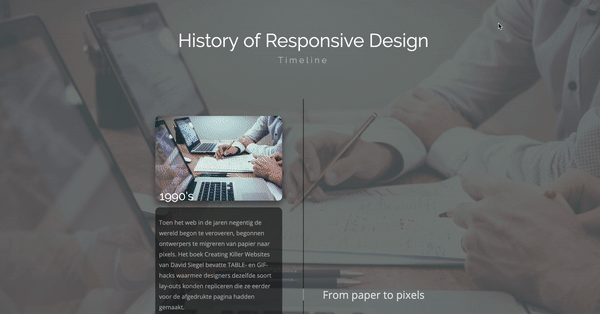 History of Responsive Design
Timeline
1990's
Toen het web in de jaren negentig de
wereld begon te veroveren, begonnen
ontwerpers te migreren van papier naar
pixels. Het boek Creating Killer Websites
van David Siegel bevatte TABLE- en GIF-
hacks waarmee designers dezelfde soort
lay-outs konden repliceren die ze eerder
voor de afgedrukte pagina hadden
gemaakt.
From paper to pixels